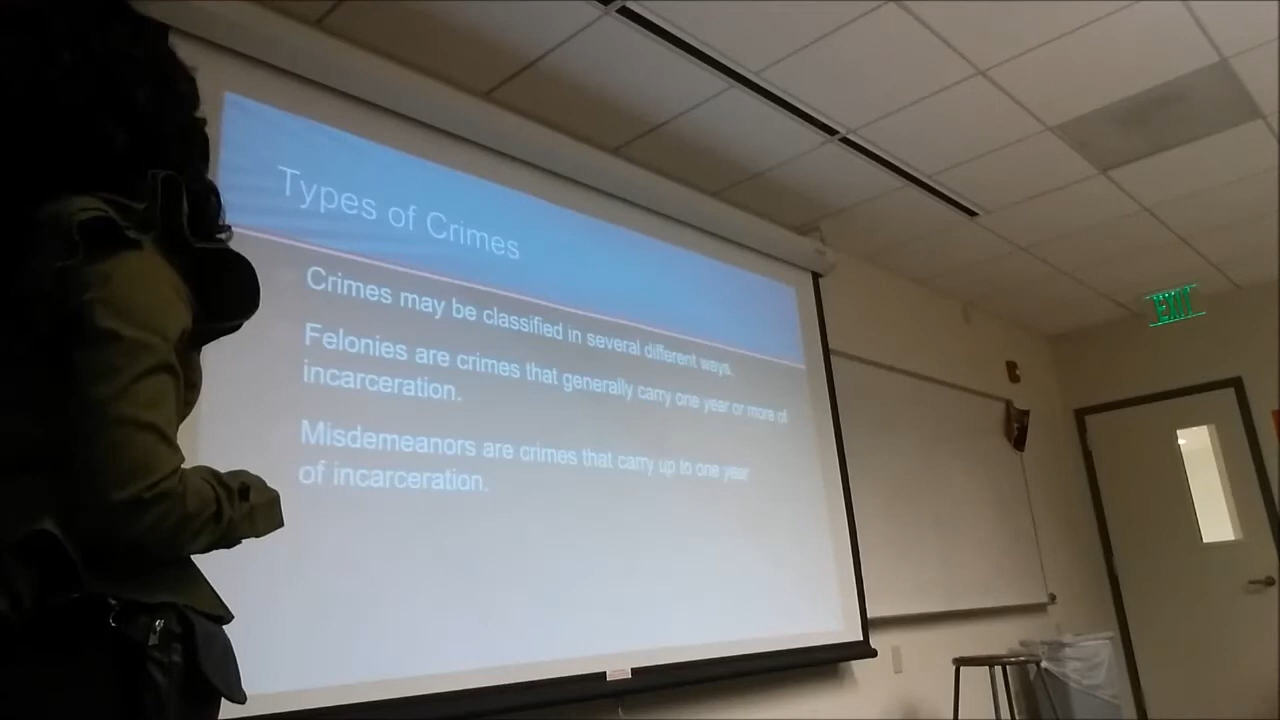 Types of Crimes
Crimes may be classified in several different ways.
Felonies are crimes that generally carry one year or more of
incarceration.
Misdemeanors are crimes that carry up to one year
of incarceration.
EXIT